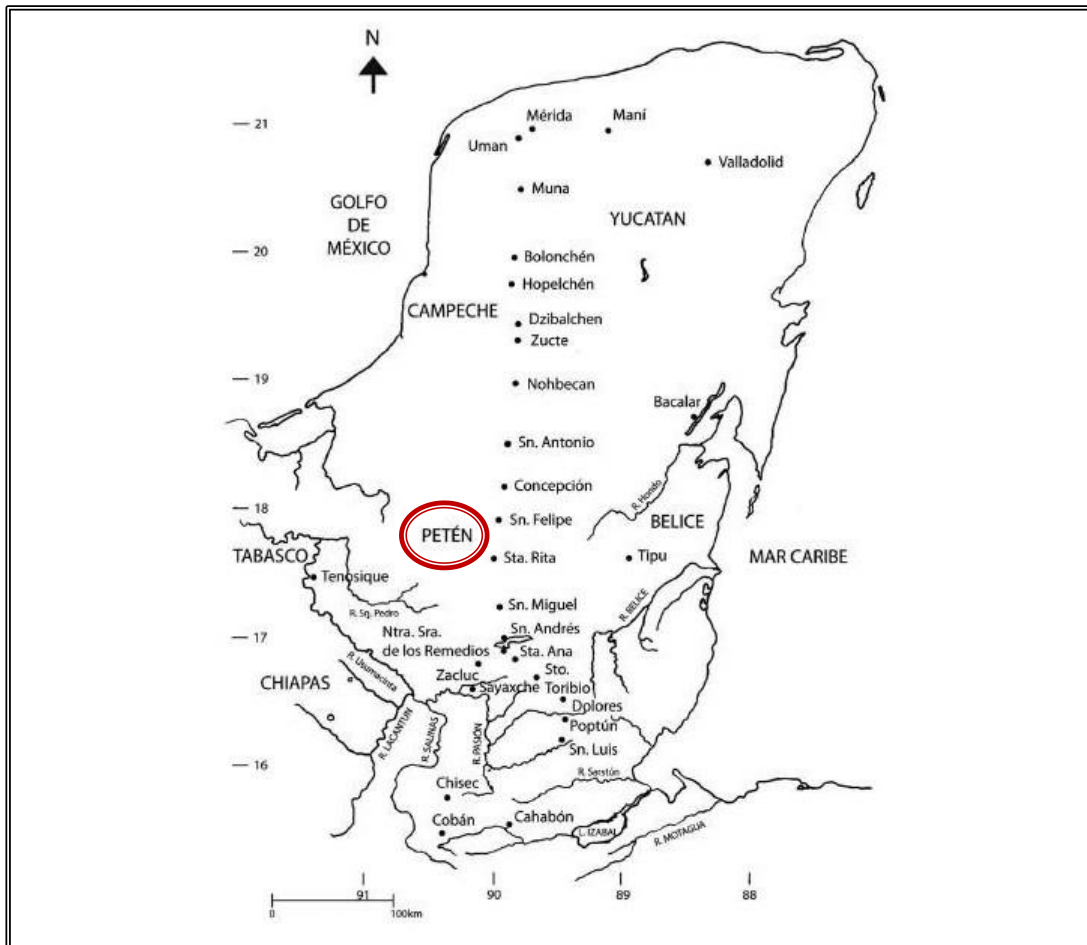 N
21
Mérida
Maní
Uman
Valladolid
Muna
GOLFO
DE
MÉXICO
YUCATAN
20
Bolonchén
Hopelchén
CAMPECHE
Dzibalchen
Zucte
19
Nohbecan
Bacalar
Sn. Antonio
Concepción
R. Hondo
18
Sn. Felipe
BELICE
PETÉN
TABASCO
Sta. Rita
Tipu
MAR CARIBE
Tenosique
R. Sn. Pedro
Sn. Miguel
R. BELICE
17
Sn. Andrés
Ntra. Sra.
de los Remedios
Sta. Ana
Zacluc
Sto.
Toribio
R. Usumacinta
CHIAPAS
Sayaxche
Dolores
Poptún
R. LACANTUN
R. SALINAS
R. PASIÓN
Sn. Luis
16
R. Sarstún
Chisec
Cobán
Cahabón
L. IZABAL
R. MOTAGUA
91
90
89
88
0
100km